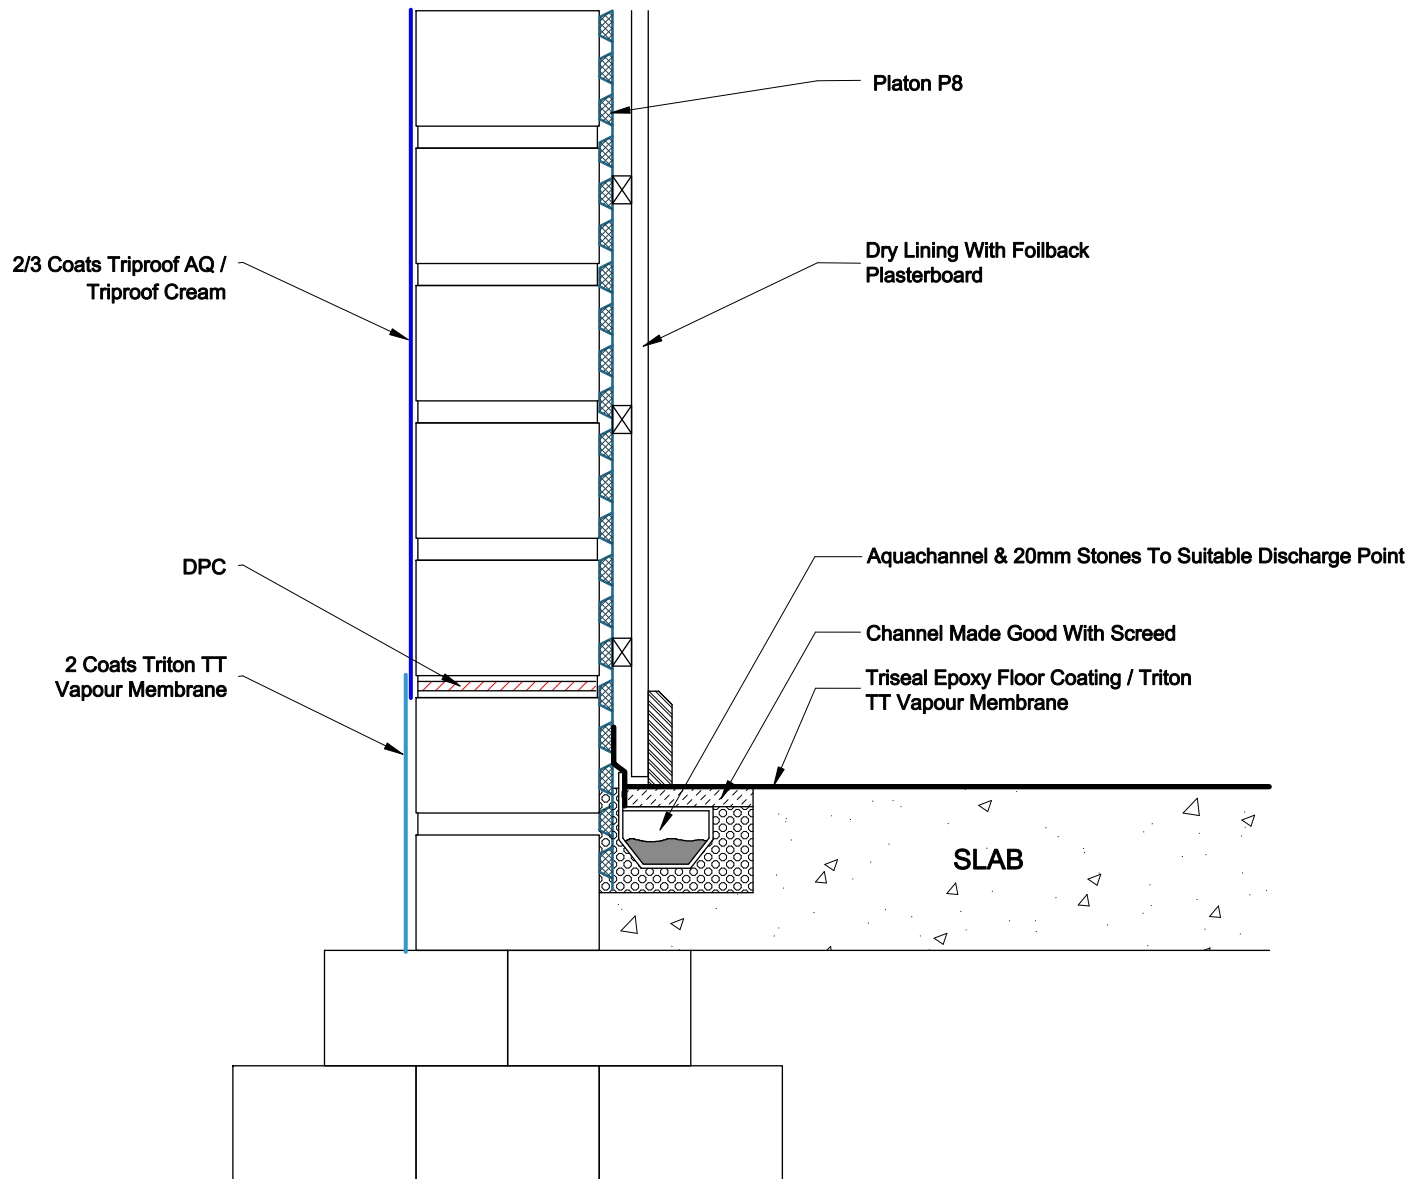 Platon P8
2/3 Coats Triproof AQ /
Triproof Cream
Dry Lining With Foilback
Plasterboard
DPC
Aquachannel & 20mm Stones To Suitable Discharge Point
Channel Made Good With Screed
2 Coats Triton TT
Vapour Membrane
Triseal Epoxy Floor Coating / Triton
TT Vapour Membrane
SLAB